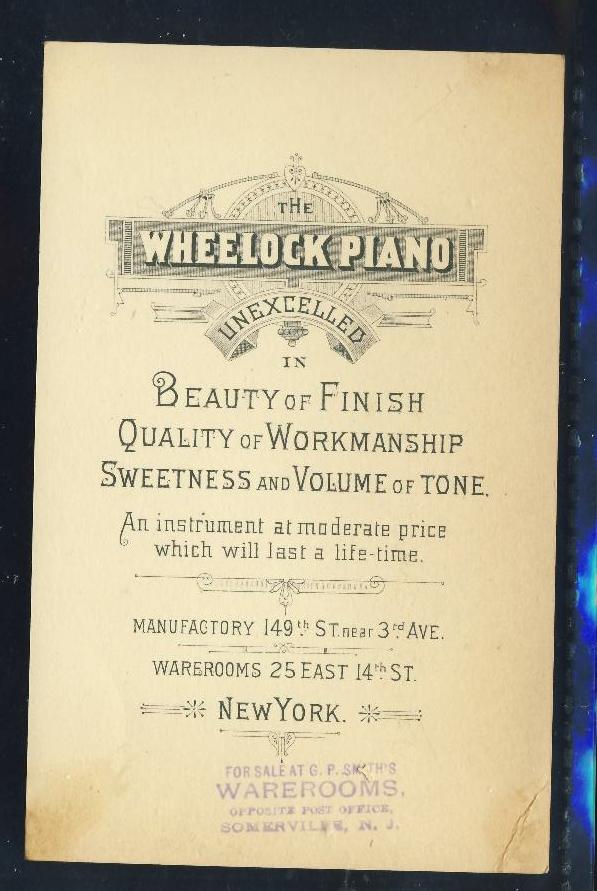 THE
WHEELOCK PIANO
UNEXCELLED
IN
BEAUTY OF FINISH
QUALITY OF WORKMANSHIP
SWEETNESS AND VOLUME OF TONE.
An instrument at moderate price
which will last a life-time.
MANUFACTORY 149th ST. near 3rd AVE.
WAREROOMS 25 EAST 14th ST.
NEW YORK.
FOR SALE AT G. P. SMITH'S
WAREROOMS,
OPPOSITE POST OFFICE,
SOMERVILLE, N. J.